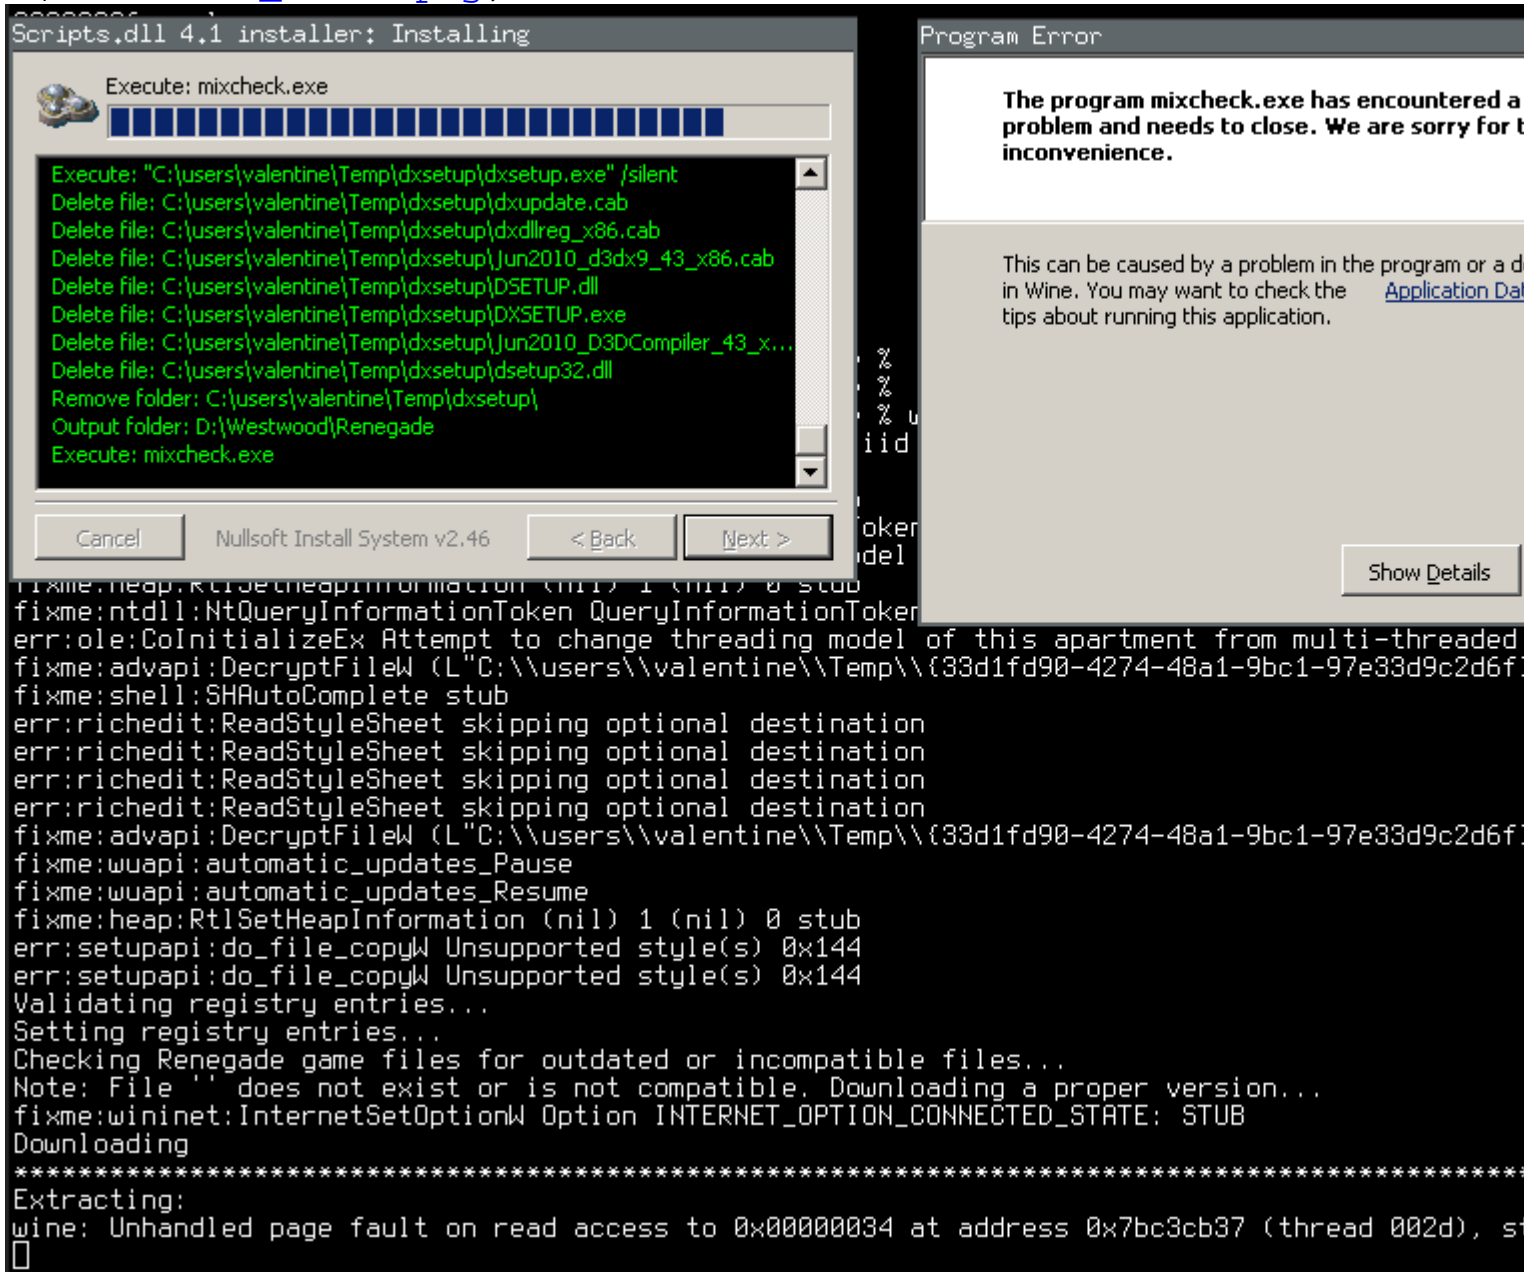 Scripts.dll 4.1 installer: Installing
Execute: mixcheck.exe
Execute: "C:\users\valentine\Temp\dxsetup\dxsetup.exe" /silent
Delete file: C:\users\valentine\Temp\dxsetup\dxupdate.cab
Delete file: C:\users\valentine\Temp\dxsetup\dxdllreg_x86.cab
Delete file: C:\users\valentine\Temp\dxsetup\Jun2010_d3dx9_43_x86.cab
Delete file: C:\users\valentine\Temp\dxsetup\DSETUP.dll
Delete file: C:\users\valentine\Temp\dxsetup\DXSETUP.exe
Delete file: C:\users\valentine\Temp\dxsetup\Jun2010_D3DCompiler_43_x...
Delete file: C:\users\valentine\Temp\dxsetup\dsetup32.dll
Remove folder: C:\users\valentine\Temp\dxsetup\
Output folder: D:\Westwood\Renegade
Execute: mixcheck.exe
Cancel
Nullsoft Install System v2.46
< Back
Next >
Program Error
The program mixcheck.exe has encountered a
problem and needs to close. We are sorry for t
inconvenience.
This can be caused by a problem in the program or a d
in Wine. You may want to check the Application Dat
tips about running this application.
Show Details
%
%
% w
iid
oken
del
fixme:heap:RtlSetHeapInformation (nil) 1 (nil) 0 stub
fixme:ntdll:NtQueryInformationToken QueryInformationToken
err:ole:CoInitializeEx Attempt to change threading model of this apartment from multi-threaded
fixme:advapi:DecryptFileW (L"C:\\users\\valentine\\Temp\\{33d1fd90-4274-48a1-9bc1-97e33d9c2d6f}
fixme:shell:SHAutoComplete stub
err:richedit:ReadStyleSheet skipping optional destination
err:richedit:ReadStyleSheet skipping optional destination
err:richedit:ReadStyleSheet skipping optional destination
err:richedit:ReadStyleSheet skipping optional destination
fixme:advapi:DecryptFileW (L"C:\\users\\valentine\\Temp\\{33d1fd90-4274-48a1-9bc1-97e33d9c2d6f}
fixme:wuapi:automatic_updates_Pause
fixme:wuapi:automatic_updates_Resume
fixme:heap:RtlSetHeapInformation (nil) 1 (nil) 0 stub
err:setupapi:do_file_copyW Unsupported style(s) 0x144
err:setupapi:do_file_copyW Unsupported style(s) 0x144
Validating registry entries...
Setting registry entries...
Checking Renegade game files for outdated or incompatible files...
Note: File '' does not exist or is not compatible. Downloading a proper version...
fixme:wininet:InternetSetOptionW Option INTERNET_OPTION_CONNECTED_STATE: STUB
Downloading
***********************************************************************************************
Extracting:
wine: Unhandled page fault on read access to 0x00000034 at address 0x7bc3cb37 (thread 002d), st